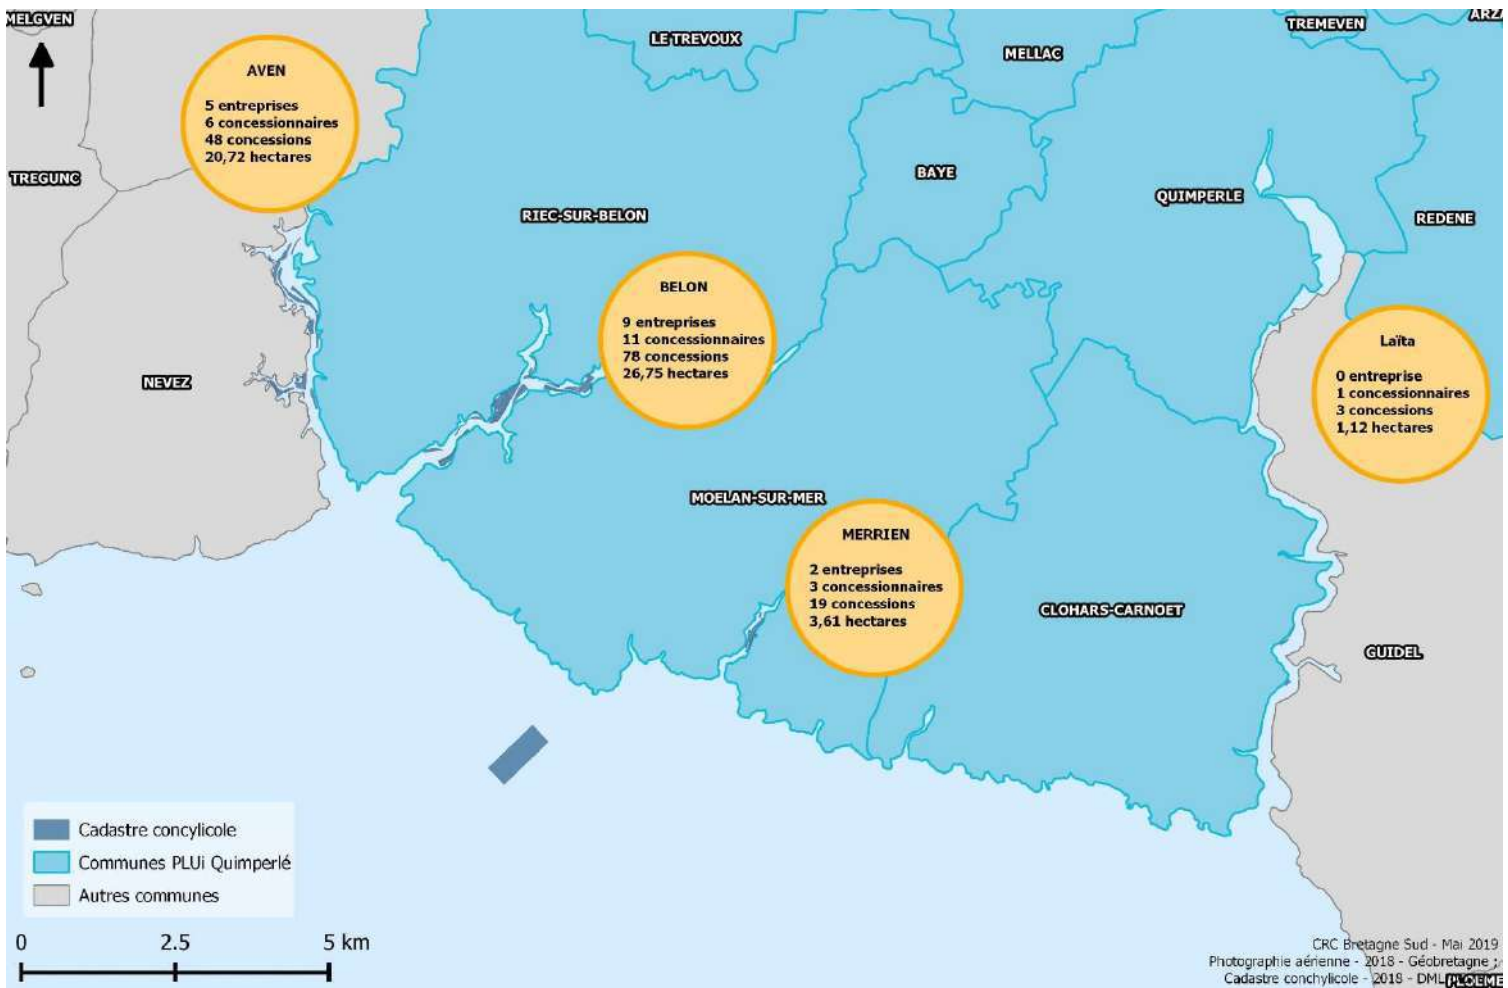 MELGVEN
LE TREVOUX
MELLAC
TREMEVEN
AVEN
5 entreprises
6 concessionnaires
48 concessions
20,72 hectares
TREGUNC
BAYE
QUIMPERLE
REDENE
RIEC-SUR-BELON
BELON
9 entreprises
11 concessionnaires
78 concessions
26,75 hectares
Laïta
0 entreprise
1 concessionnaires
3 concessions
1,12 hectares
NEVEZ
MOELAN-SUR-MER
MERRIEN
2 entreprises
3 concessionnaires
19 concessions
3,61 hectares
CLOHARS-CARNOET
GUIDEL
Cadastre concylicole
Communes PLUi Quimperlé
Autres communes
0 2.5 5 km
CRC Bretagne Sud - Mai 2019
Photographie aérienne - 2018 - Géobretagne ;
Cadastre conchylicole - 2018 -